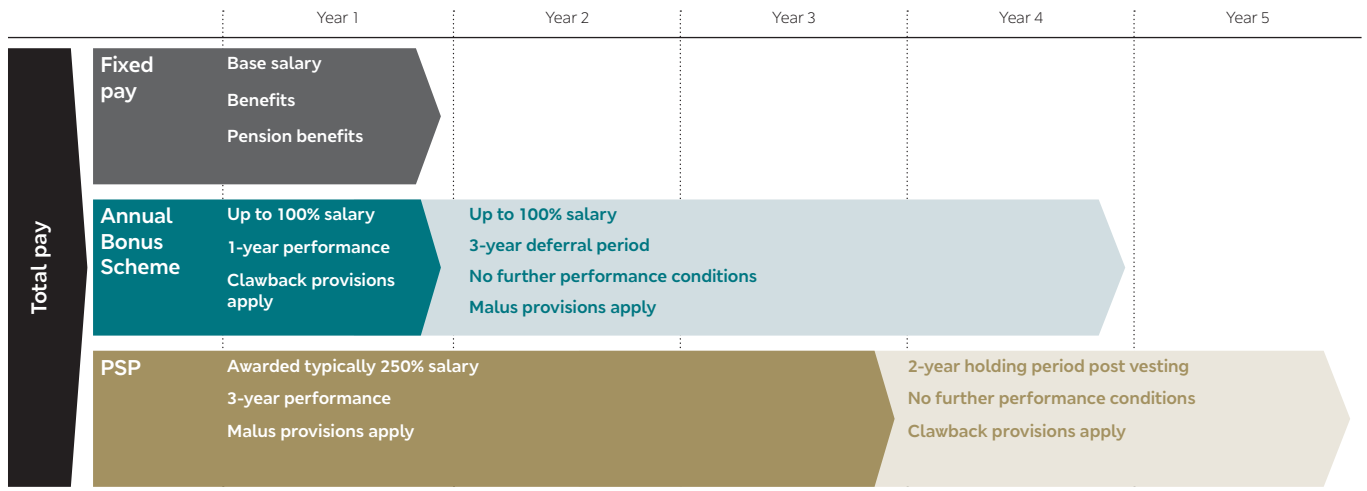 Year 1
Year 2
Year 3
Year 4
Year 5
Total pay
Fixed
pay
Base salary
Benefits
Pension benefits
Annual
Bonus
Scheme
Up to 100% salary
1-year performance
Clawback provisions
apply
Up to 100% salary
3-year deferral period
No further performance conditions
Malus provisions apply
PSP
Awarded typically 250% salary
3-year performance
Malus provisions apply
2-year holding period post vesting
No further performance conditions
Clawback provisions apply